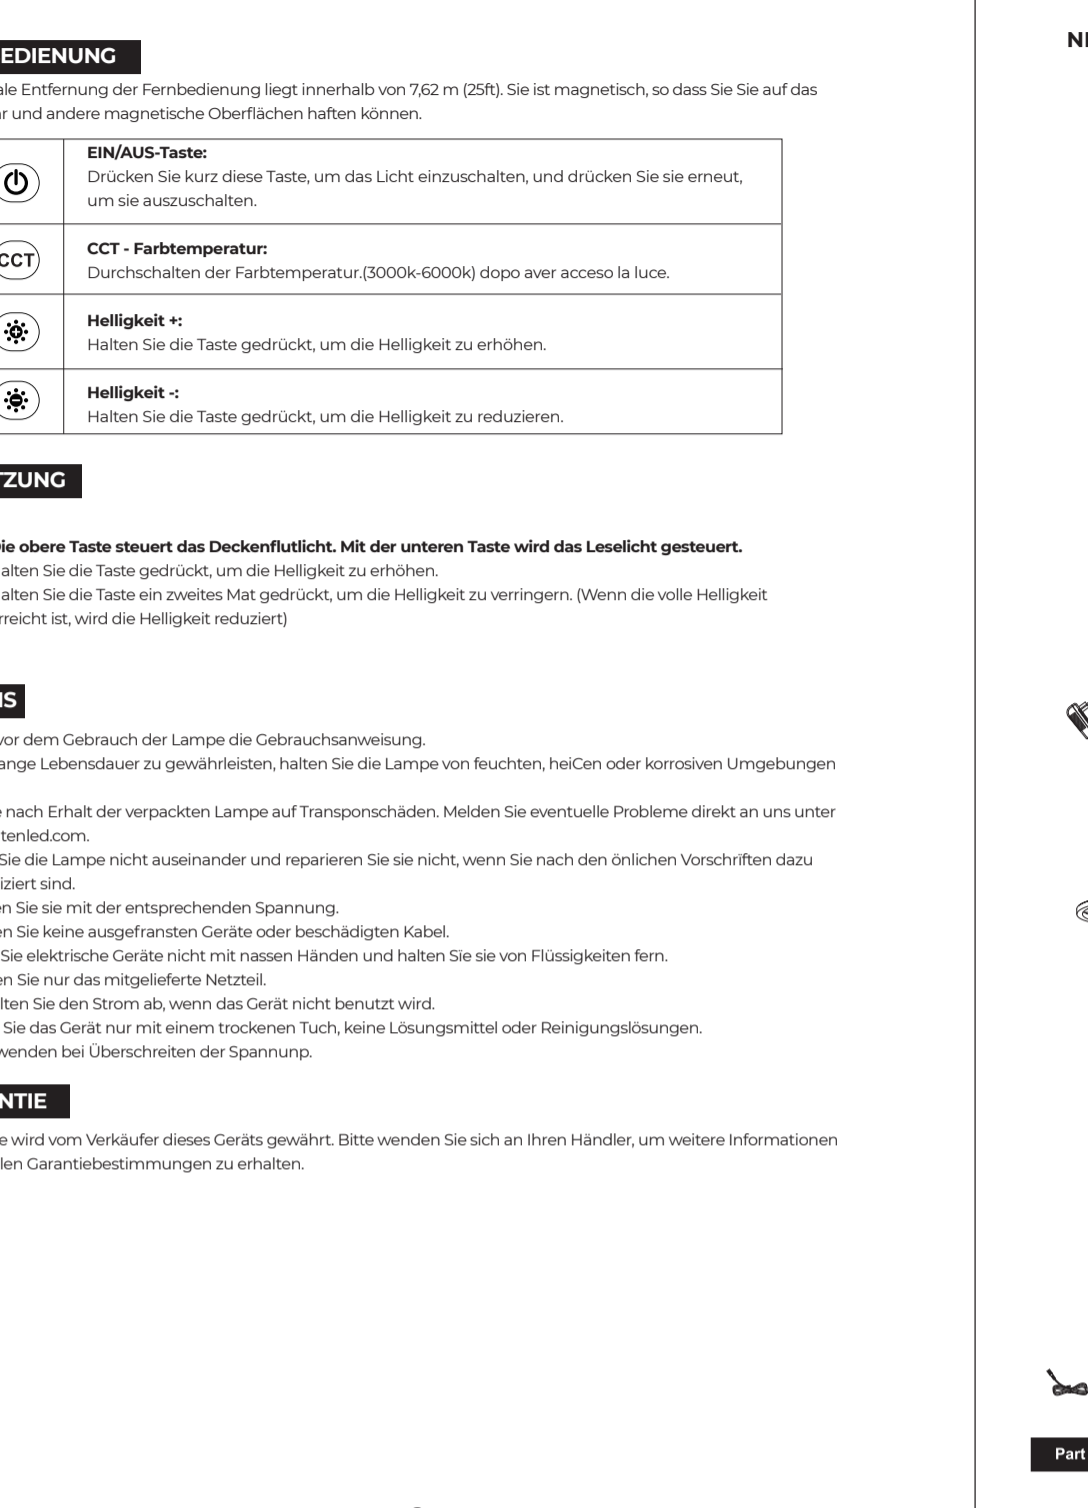 EDIENUNG
ale Entfernung der Fernbedienung liegt innerhalb von 7,62 m (25ft). Sie ist magnetisch, so dass Sie Sie auf das
r und andere magnetische Oberflächen haften können.
EIN/AUS-Taste:
Drücken Sie kurz diese Taste, um das Licht einzuschalten, und drücken Sie sie erneut,
um sie auszuschalten.
CCT
CCT - Farbtemperatur:
Durchschalten der Farbtemperatur.(3000k-6000k) dopo aver acceso la luce.
Helligkeit +:
Halten Sie die Taste gedrückt, um die Helligkeit zu erhöhen.
Helligkeit -:
Halten Sie die Taste gedrückt, um die Helligkeit zu reduzieren.
TZUNG
ie obere Taste steuert das Deckenflutlicht. Mit der unteren Taste wird das Leselicht gesteuert.
alten Sie die Taste gedrückt, um die Helligkeit zu erhöhen.
alten Sie die Taste ein zweites Mat gedrückt, um die Helligkeit zu verringern. (Wenn die volle Helligkeit
rreicht ist, wird die Helligkeit reduziert)
IS
vor dem Gebrauch der Lampe die Gebrauchsanweisung.
ange Lebensdauer zu gewährleisten, halten Sie die Lampe von feuchten, heiCen oder korrosiven Umgebungen
e nach Erhalt der verpackten Lampe auf Transponschäden. Melden Sie eventuelle Probleme direkt an uns unter
tenled.com.
Sie die Lampe nicht auseinander und reparieren Sie sie nicht, wenn Sie nach den önlichen Vorschrïften dazu
iziert sind.
en Sie sie mit der entsprechenden Spannung.
en Sie keine ausgefransten Geräte oder beschädigten Kabel.
Sie elektrische Geräte nicht mit nassen Händen und halten Sïe sie von Flüssigkeiten fern.
en Sie nur das mitgelieferte Netzteil.
lten Sie den Strom ab, wenn das Gerät nicht benutzt wird.
Sie das Gerät nur mit einem trockenen Tuch, keine Lösungsmittel oder Reinigungslösungen.
wenden bei Überschreiten der Spannunp.
NTIE
e wird vom Verkäufer dieses Geräts gewährt. Bitte wenden Sie sich an Ihren Händler, um weitere Informationen
len Garantiebestimmungen zu erhalten.
Part